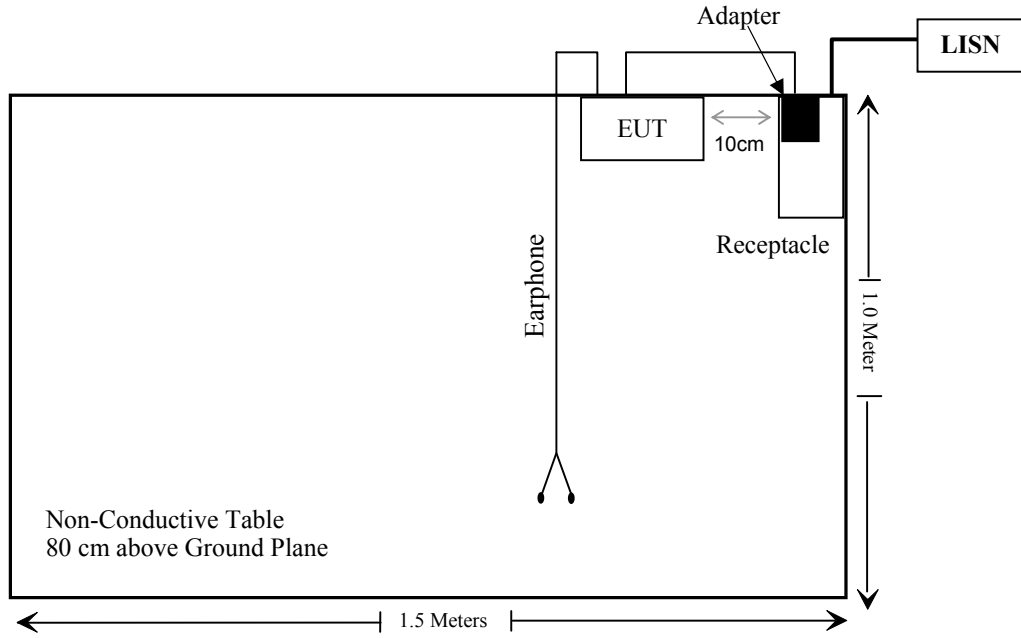 Adapter
LISN
EUT
10cm
Receptacle
Earphone
1.0 Meter
Non-Conductive Table
80 cm above Ground Plane
1.5 Meters